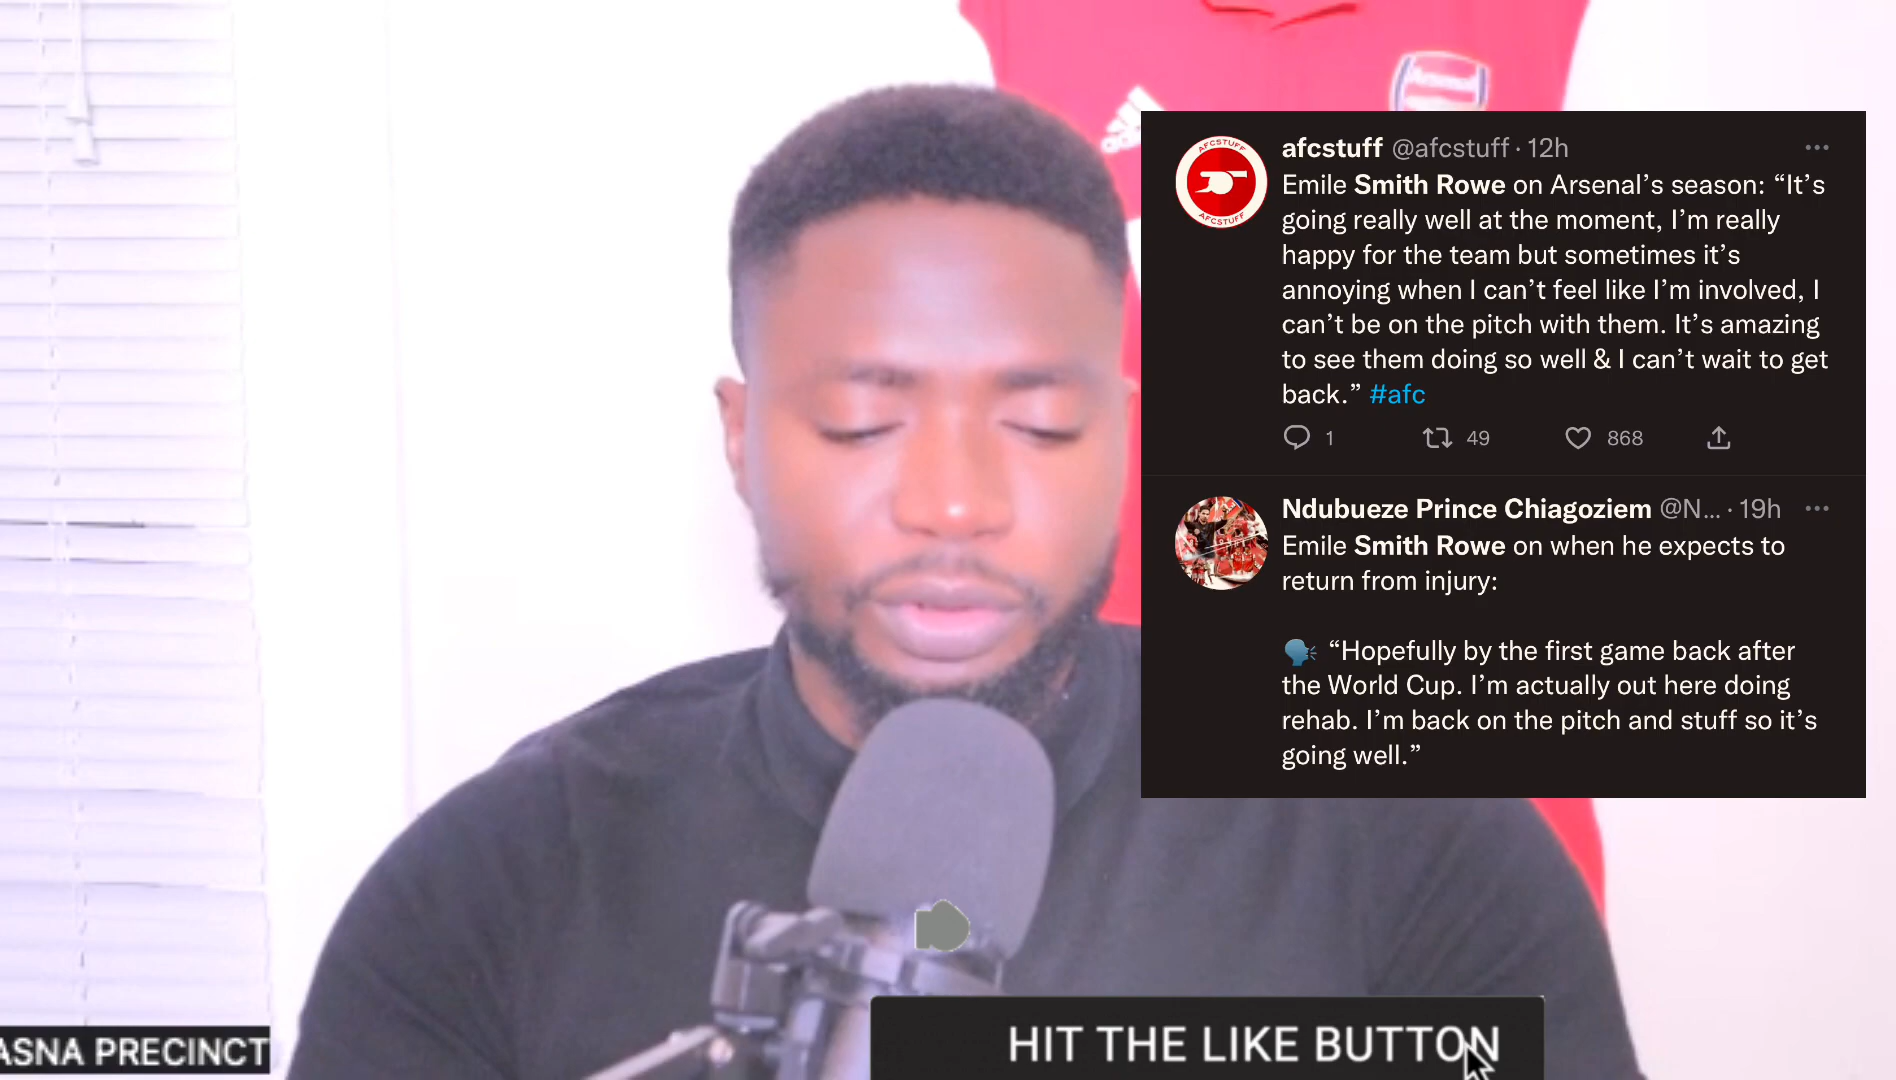 Arsenal
afcstuff @afcstuff · 12h
AFCSTUFF
AFCSTUFF
Emile Smith Rowe on Arsenal’s season: “It’s
going really well at the moment, I’m really
happy for the team but sometimes it’s
annoying when I can’t feel like I’m involved, I
can’t be on the pitch with them. It’s amazing
to see them doing so well & I can’t wait to get
back.” #afc
1 49 868
Ndubueze Prince Chiagoziem @N... · 19h
Emile Smith Rowe on when he expects to
return from injury:
“Hopefully by the first game back after
the World Cup. I’m actually out here doing
rehab. I’m back on the pitch and stuff so it’s
going well.”
HIT THE LIKE BUTTON
ASNA PRECINCT